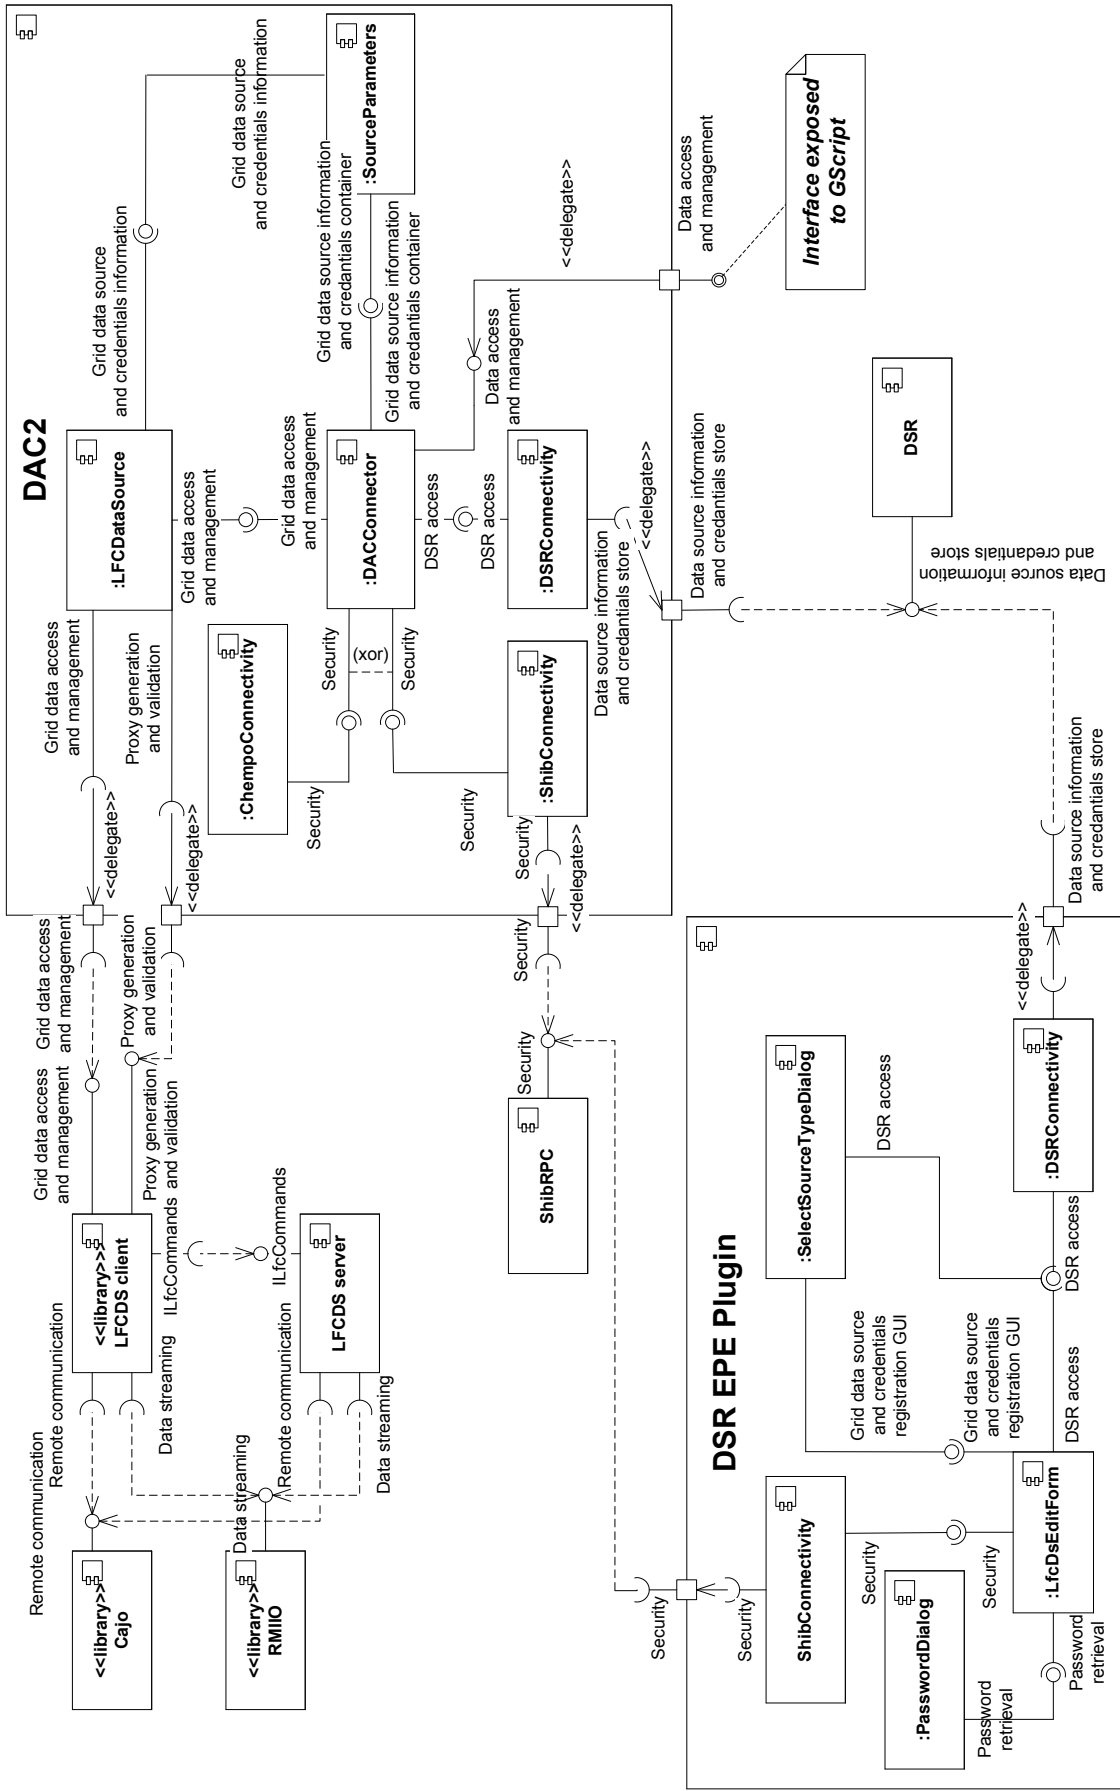 DAC2
:SourceParameters
Grid data source
and credentials information
Grid data source
and credentials information
Grid data source information
and credentials container
Grid data source information
and credentials container
:LFCDataSource
Grid data access
and management
Grid data access
and management
:DACConnector
DSR access
DSR access
:DSRConnectivity
Data access
and management
<<delegate>>
Data access
and management
Interface exposed
to GScript
Grid data access
and management
Proxy generation
and validation
<<delegate>>
<<delegate>>
:ChempoConnectivity
Security
(xor)
Security
Security
Security
:ShibConnectivity
Security
<<delegate>>
Data source information
and credentials store
<<delegate>>
Data source information
and credentials store
DSR
Data source information
and credantials store
Data source information
and credentials store
Grid data access
and management
Proxy generation
and validation
Grid data access
and management
Proxy generation
and validation
ILfcCommands
ILfcCommands
<<library>>>
LFCDS client
LFCDS server
Remote communication
Data streaming
Remote communication
Data streaming
Remote communication
Data streaming
<<library>>
Cajo
<<library>>
RMIIO
Security
Security
ShibRPC
DSR EPE Plugin
<<delegate>>
:DSRConnectivity
:SelectSourceTypeDialog
DSR access
DSR access
DSR access
Grid data source
and credentials
registration GUI
Grid data source
and credentials
registration GUI
:LfcDsEditForm
ShibConnectivity
Security
Security
Security
Security
:PasswordDialog
Password
retrieval
Password
retrieval